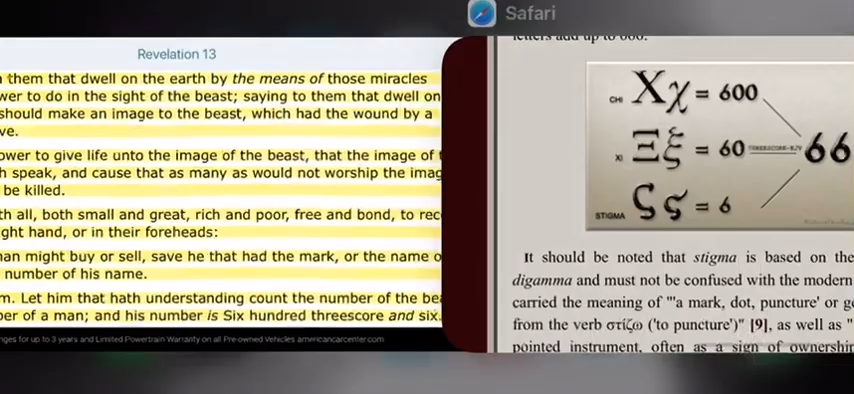 Safari
Revelation 13
them that dwell on the earth by the means of those miracles
wer to do in the sight of the beast; saying to them that dwell on
should make an image to the beast, which had the wound by a
ve.
ower to give life unto the image of the beast, that the image of
h speak, and cause that as many as would not worship the imag
be killed.
th all, both small and great, rich and poor, free and bond, to rec
ght hand, or in their foreheads:
man might buy or sell, save he that had the mark, or the name o
number of his name.
m. Let him that hath understanding count the number of the bea
ber of a man; and his number is Six hundred threescore and six.
nges for up to 3 years and Limited Powertrain Warranty on all Pre-owned Vehicles americancarcenter.com
letters add up to 666.
CHI Χχ = 600
XI Ξξ = 60
66
STIGMA Ϛϛ = 6
It should be noted that stigma is based on the
digamma and must not be confused with the modern
carried the meaning of "'a mark, dot, puncture' or ge
from the verb στίζω ('to puncture')" [9], as well as "
pointed instrument, often as a sign of ownership